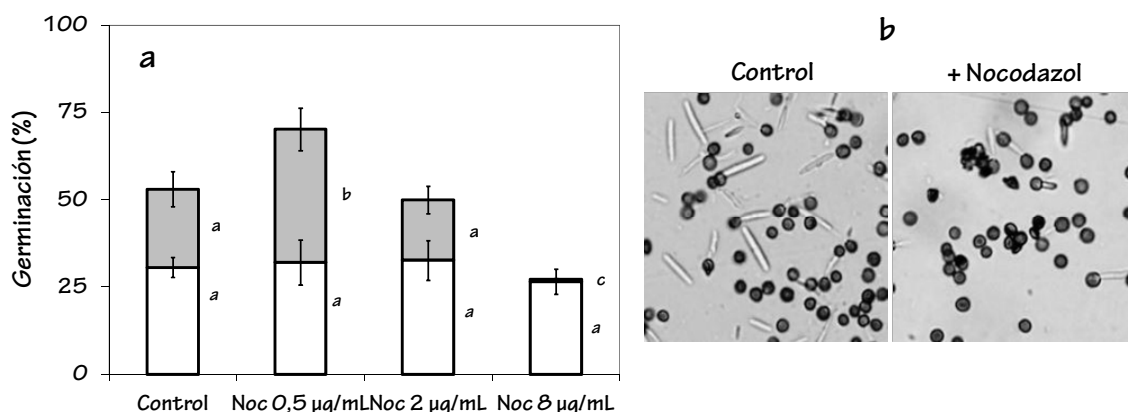 a
Germinación (%)
100
75
50
25
0
a
a
b
a
a
a
c
a
Control
Noc 0,5 µg/mL
Noc 2 µg/mL
Noc 8 µg/mL
b
Control
+ Nocodazol